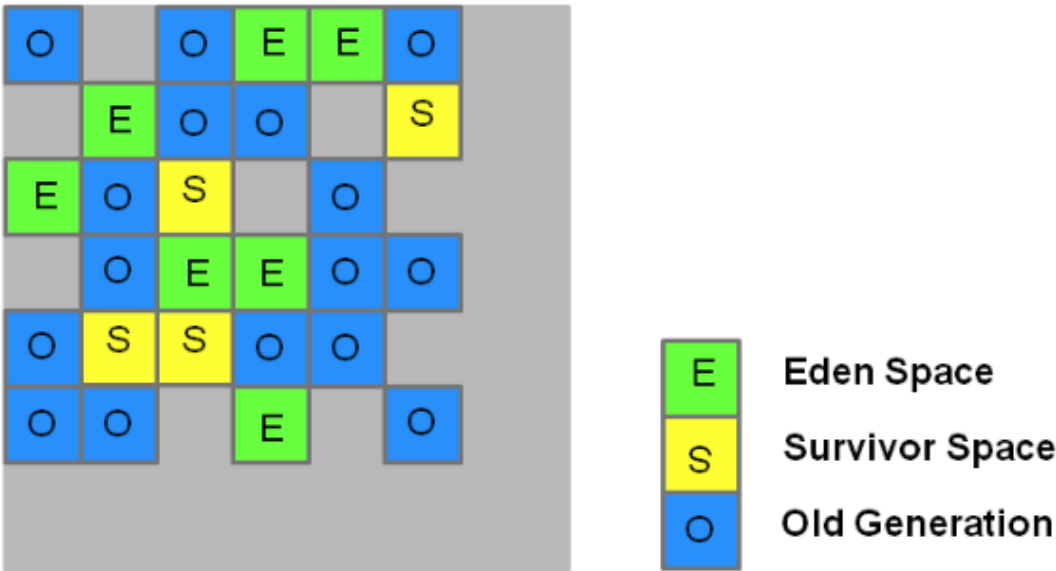 O O E E O
E O O S
E O S O
O E E O O
O S S O O
O O E O
E Eden Space
S Survivor Space
O Old Generation